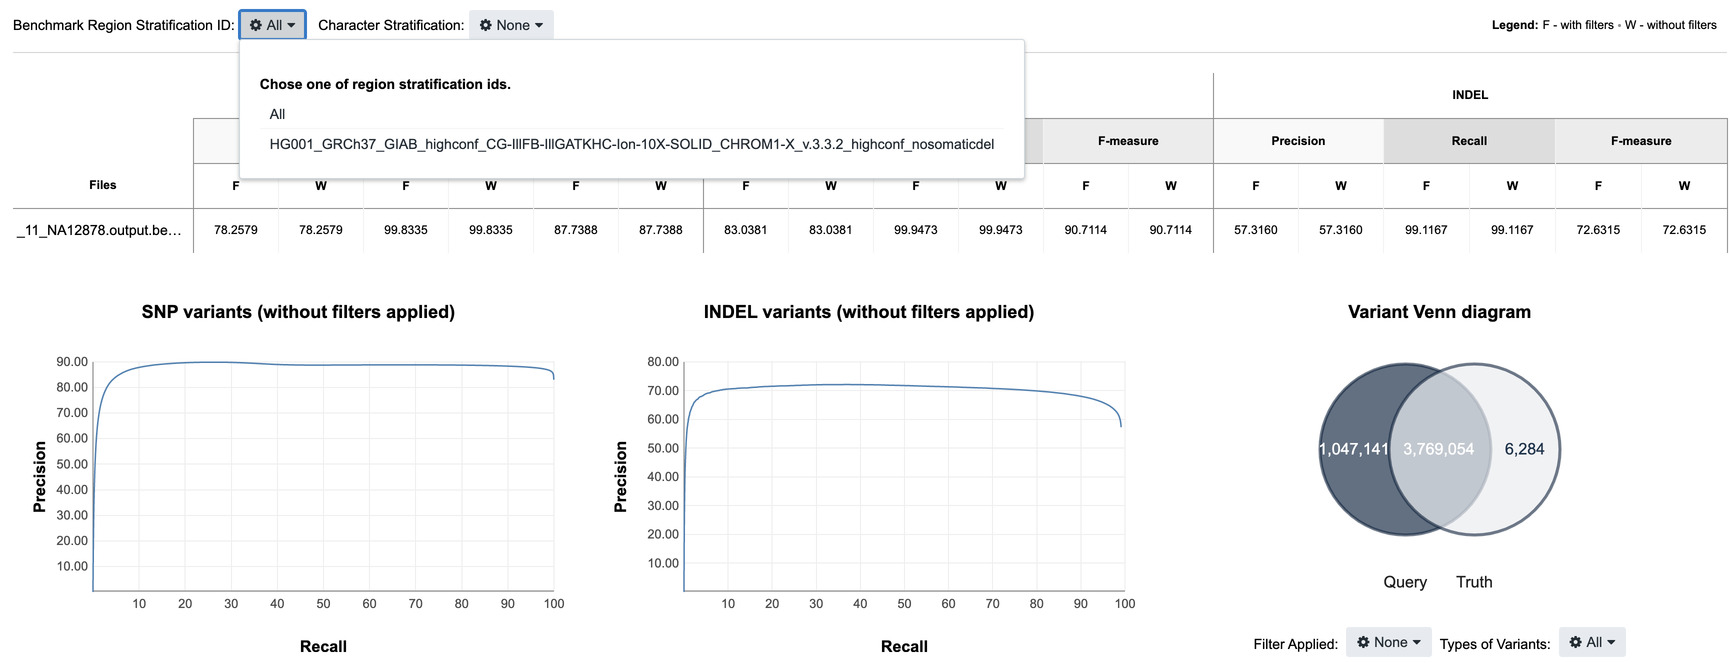 Benchmark Region Stratification ID: All Character Stratification: None Legend: F - with filters • W - without filters
Chose one of region stratification ids.
All
HG001_GRCh37_GIAB_highconf_CG-IllFB-IllGATKHC-Ion-10X-SOLID_CHROM1-X_v.3.3.2_highconf_nosomaticdel
INDEL
F-measure Precision Recall F-measure
Files F W F W F W F W F W F W F W F W F W
_11_NA12878.output.be... 78.2579 78.2579 99.8335 99.8335 87.7388 87.7388 83.0381 83.0381 99.9473 99.9473 90.7114 90.7114 57.3160 57.3160 99.1167 99.1167 72.6315 72.6315
SNP variants (without filters applied)
90.00
80.00
70.00
60.00
50.00
40.00
30.00
20.00
10.00
Precision
10 20 30 40 50 60 70 80 90 100
Recall
INDEL variants (without filters applied)
80.00
70.00
60.00
50.00
40.00
30.00
20.00
10.00
Precision
10 20 30 40 50 60 70 80 90 100
Recall
Variant Venn diagram
1,047,141 3,769,054 6,284
Query Truth
Filter Applied: None Types of Variants: All